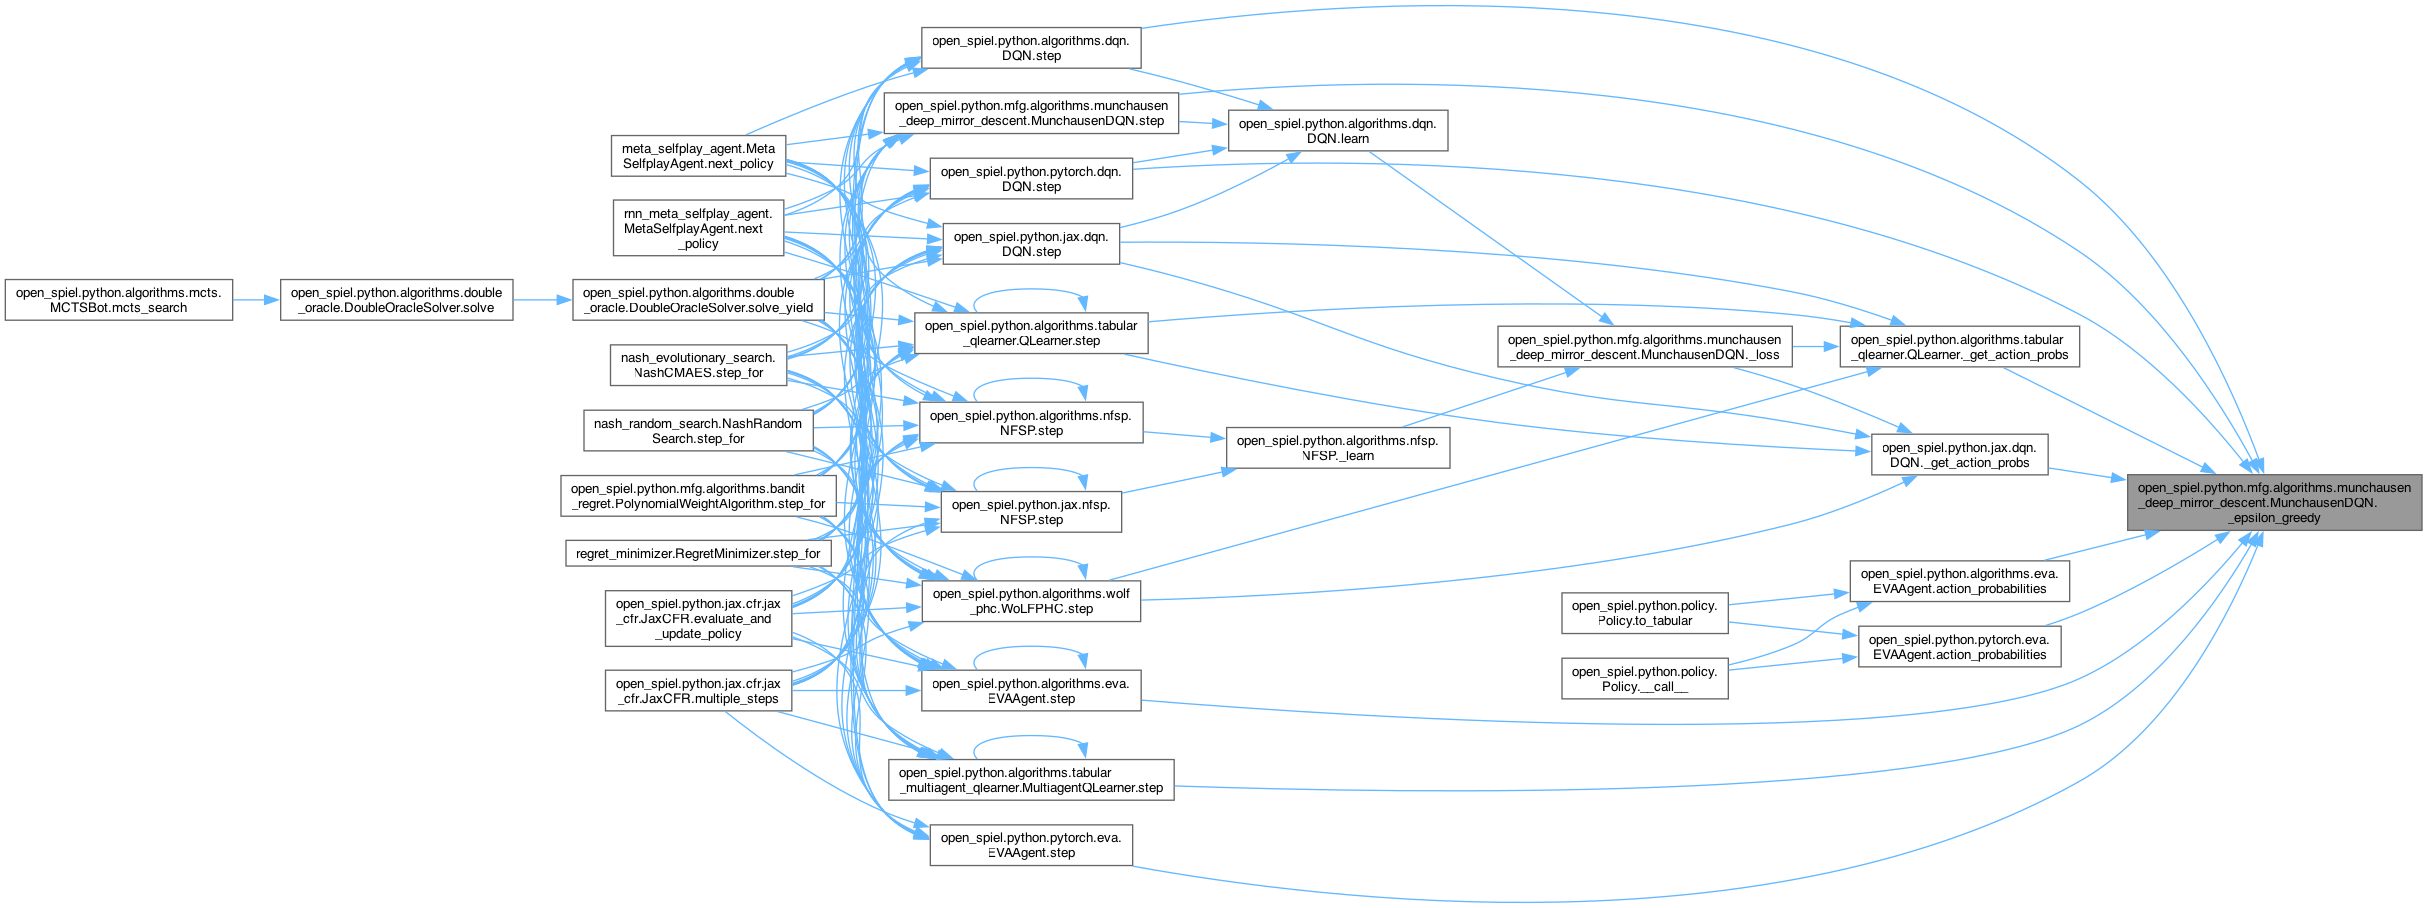 open_spiel.python.algorithms.mcts.
MCTSBot.mcts_search
open_spiel.python.algorithms.double
_oracle.DoubleOracleSolver.solve
meta_selfplay_agent.Meta
SelfplayAgent.next_policy
rnn_meta_selfplay_agent.
MetaSelfplayAgent.next
_policy
open_spiel.python.algorithms.double
_oracle.DoubleOracleSolver.solve_yield
nash_evolutionary_search.
NashCMAES.step_for
nash_random_search.NashRandom
Search.step_for
open_spiel.python.mfg.algorithms.bandit
_regret.PolynomialWeightAlgorithm.step_for
regret_minimizer.RegretMinimizer.step_for
open_spiel.python.jax.cfr.jax
_cfr.JaxCFR.evaluate_and
_update_policy
open_spiel.python.jax.cfr.jax
_cfr.JaxCFR.multiple_steps
open_spiel.python.algorithms.dqn.
DQN.step
open_spiel.python.mfg.algorithms.munchausen
_deep_mirror_descent.MunchausenDQN.step
open_spiel.python.pytorch.dqn.
DQN.step
open_spiel.python.jax.dqn.
DQN.step
open_spiel.python.algorithms.tabular
_qlearner.QLearner.step
open_spiel.python.algorithms.nfsp.
NFSP.step
open_spiel.python.jax.nfsp.
NFSP.step
open_spiel.python.algorithms.wolf
_phc.WoLFPHC.step
open_spiel.python.algorithms.eva.
EVAAgent.step
open_spiel.python.algorithms.tabular
_multiagent_qlearner.MultiagentQLearner.step
open_spiel.python.pytorch.eva.
EVAAgent.step
open_spiel.python.algorithms.dqn.
DQN.learn
open_spiel.python.algorithms.nfsp.
NFSP._learn
open_spiel.python.mfg.algorithms.munchausen
_deep_mirror_descent.MunchausenDQN._loss
open_spiel.python.policy.
Policy.to_tabular
open_spiel.python.policy.
Policy.__call__
open_spiel.python.algorithms.tabular
_qlearner.QLearner._get_action_probs
open_spiel.python.jax.dqn.
DQN._get_action_probs
open_spiel.python.algorithms.eva.
EVAAgent.action_probabilities
open_spiel.python.pytorch.eva.
EVAAgent.action_probabilities
open_spiel.python.mfg.algorithms.munchausen
_deep_mirror_descent.MunchausenDQN.
_epsilon_greedy